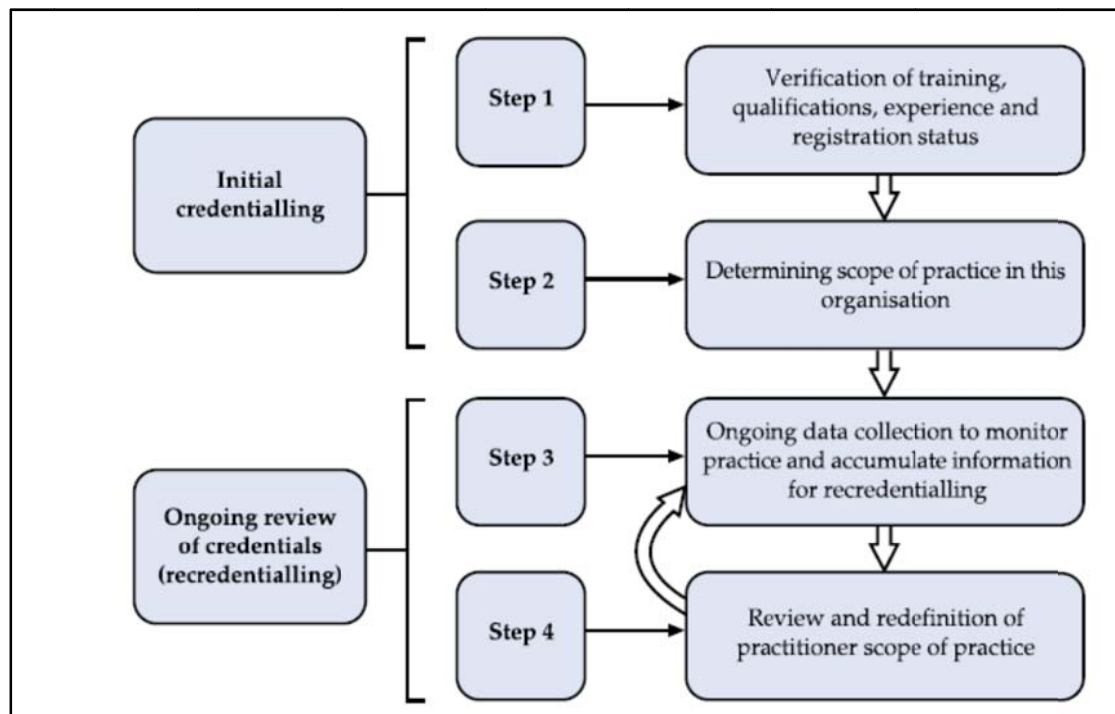 Initial
credentialling
Step 1
Verification of training,
qualifications, experience and
registration status
Step 2
Determining scope of practice in this
organisation
Ongoing review
of credentials
(recredentialling)
Step 3
Ongoing data collection to monitor
practice and accumulate information
for recredentialling
Step 4
Review and redefinition of
practitioner scope of practice